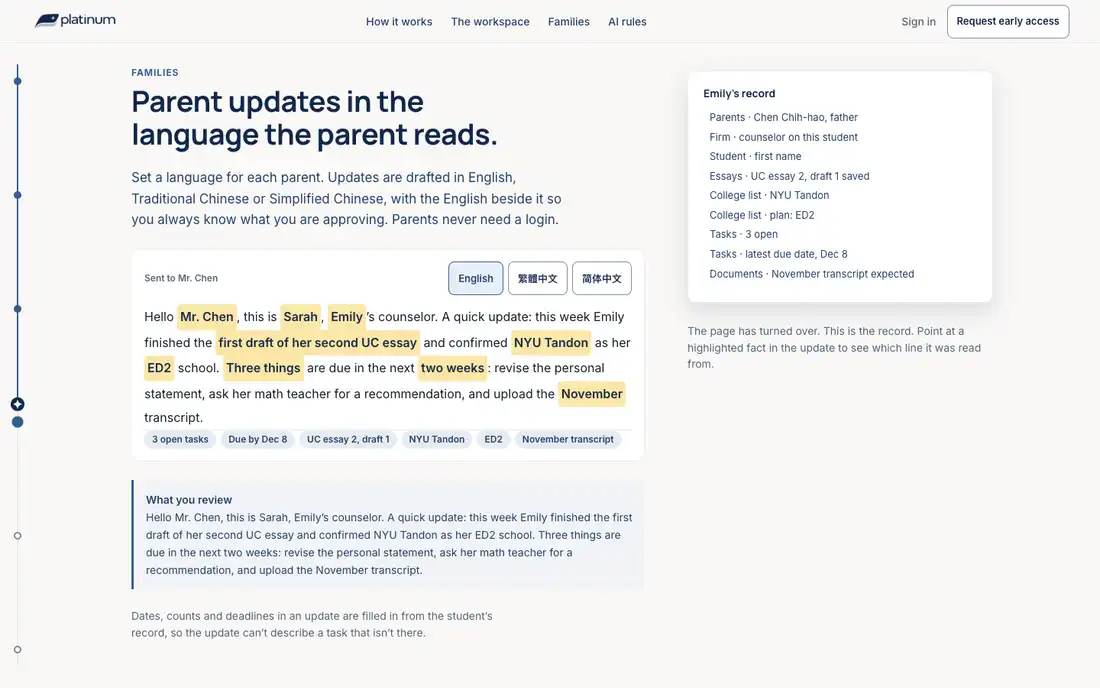 platinum
How it works
The workspace
Families
AI rules
Sign in
Request early access
FAMILIES
Parent updates in the
language the parent reads.
Set a language for each parent. Updates are drafted in English,
Traditional Chinese or Simplified Chinese, with the English beside it so
you always know what you are approving. Parents never need a login.
Sent to Mr. Chen
English
繁體中文
简体中文
Hello Mr. Chen, this is Sarah, Emily's counselor. A quick update: this week Emily
finished the first draft of her second UC essay and confirmed NYU Tandon as her
ED2 school. Three things are due in the next two weeks: revise the personal
statement, ask her math teacher for a recommendation, and upload the November
transcript.
3 open tasks
Due by Dec 8
UC essay 2, draft 1
NYU Tandon
ED2
November transcript
What you review
Hello Mr. Chen, this is Sarah, Emily's counselor. A quick update: this week Emily finished the first
draft of her second UC essay and confirmed NYU Tandon as her ED2 school. Three things are
due in the next two weeks: revise the personal statement, ask her math teacher for a
recommendation, and upload the November transcript.
Dates, counts and deadlines in an update are filled in from the student's
record, so the update can't describe a task that isn't there.
Emily's record
Parents · Chen Chih-hao, father
Firm · counselor on this student
Student · first name
Essays · UC essay 2, draft 1 saved
College list · NYU Tandon
College list · plan: ED2
Tasks · 3 open
Tasks · latest due date, Dec 8
Documents · November transcript expected
The page has turned over. This is the record. Point at a
highlighted fact in the update to see which line it was read
from.